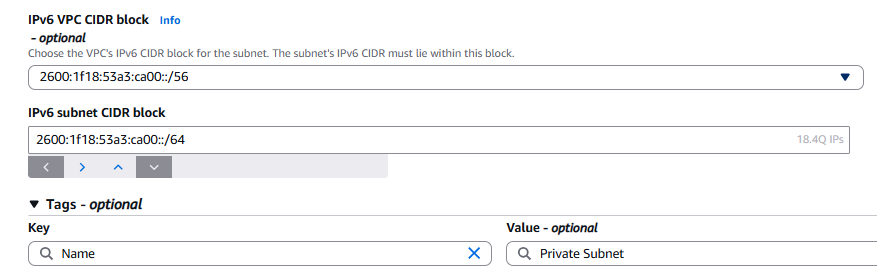 IPv6 VPC CIDR block Info
- optional
Choose the VPC's IPv6 CIDR block for the subnet. The subnet's IPv6 CIDR must lie within this block.
2600:1f18:53a3:ca00::/56
IPv6 subnet CIDR block
2600:1f18:53a3:ca00::/64 18.4Q IPs
Tags - optional
Key Value - optional
Name Private Subnet